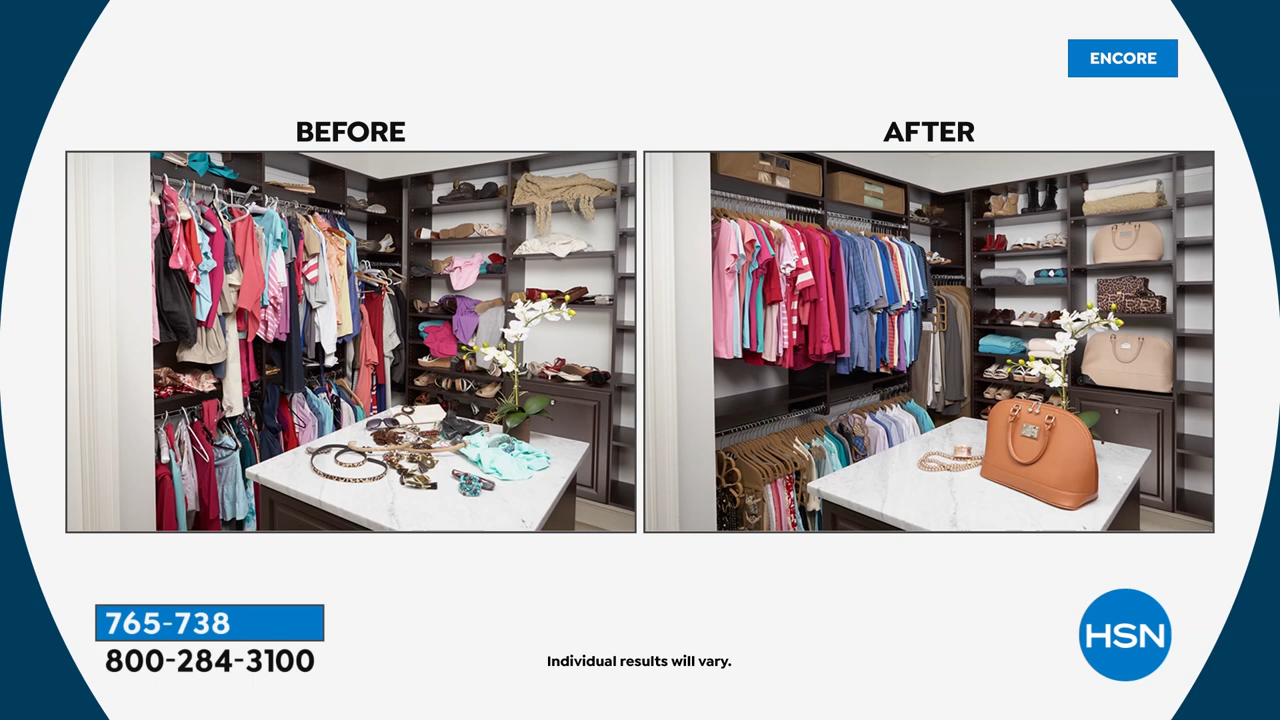 ENCORE
BEFORE
AFTER
765-738
800-284-3100
Individual results will vary.
HSN